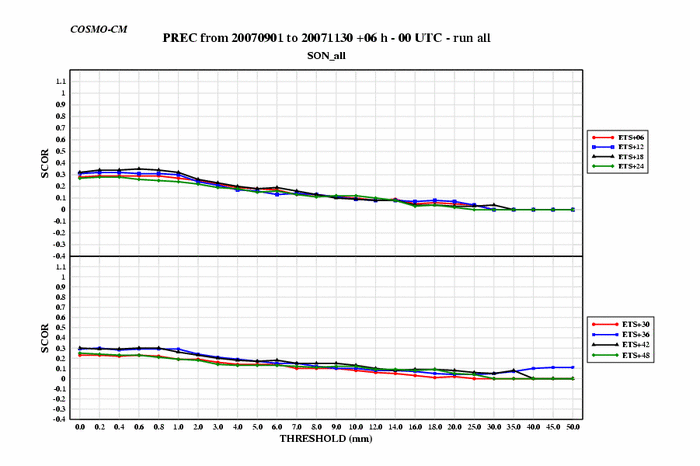 COSMO-CM
PREC from 20070901 to 20071130 +06 h - 00 UTC - run all
SON_all
1.1
1
0.9
0.8
0.7
0.6
0.5
0.4
0.3
0.2
0.1
0
-0.1
-0.2
-0.3
-0.4
SCOR
ETS+06
ETS+12
ETS+18
ETS+24
1.1
1
0.9
0.8
0.7
0.6
0.5
0.4
0.3
0.2
0.1
0
-0.1
-0.2
-0.3
-0.4
SCOR
ETS+30
ETS+36
ETS+42
ETS+48
0.0 0.2 0.4 0.6 0.8 1.0 2.0 3.0 4.0 5.0 6.0 7.0 8.0 9.0 10.0 12.0 14.0 16.0 18.0 20.0 25.0 30.0 35.0 40.0 45.0 50.0
THRESHOLD (mm)